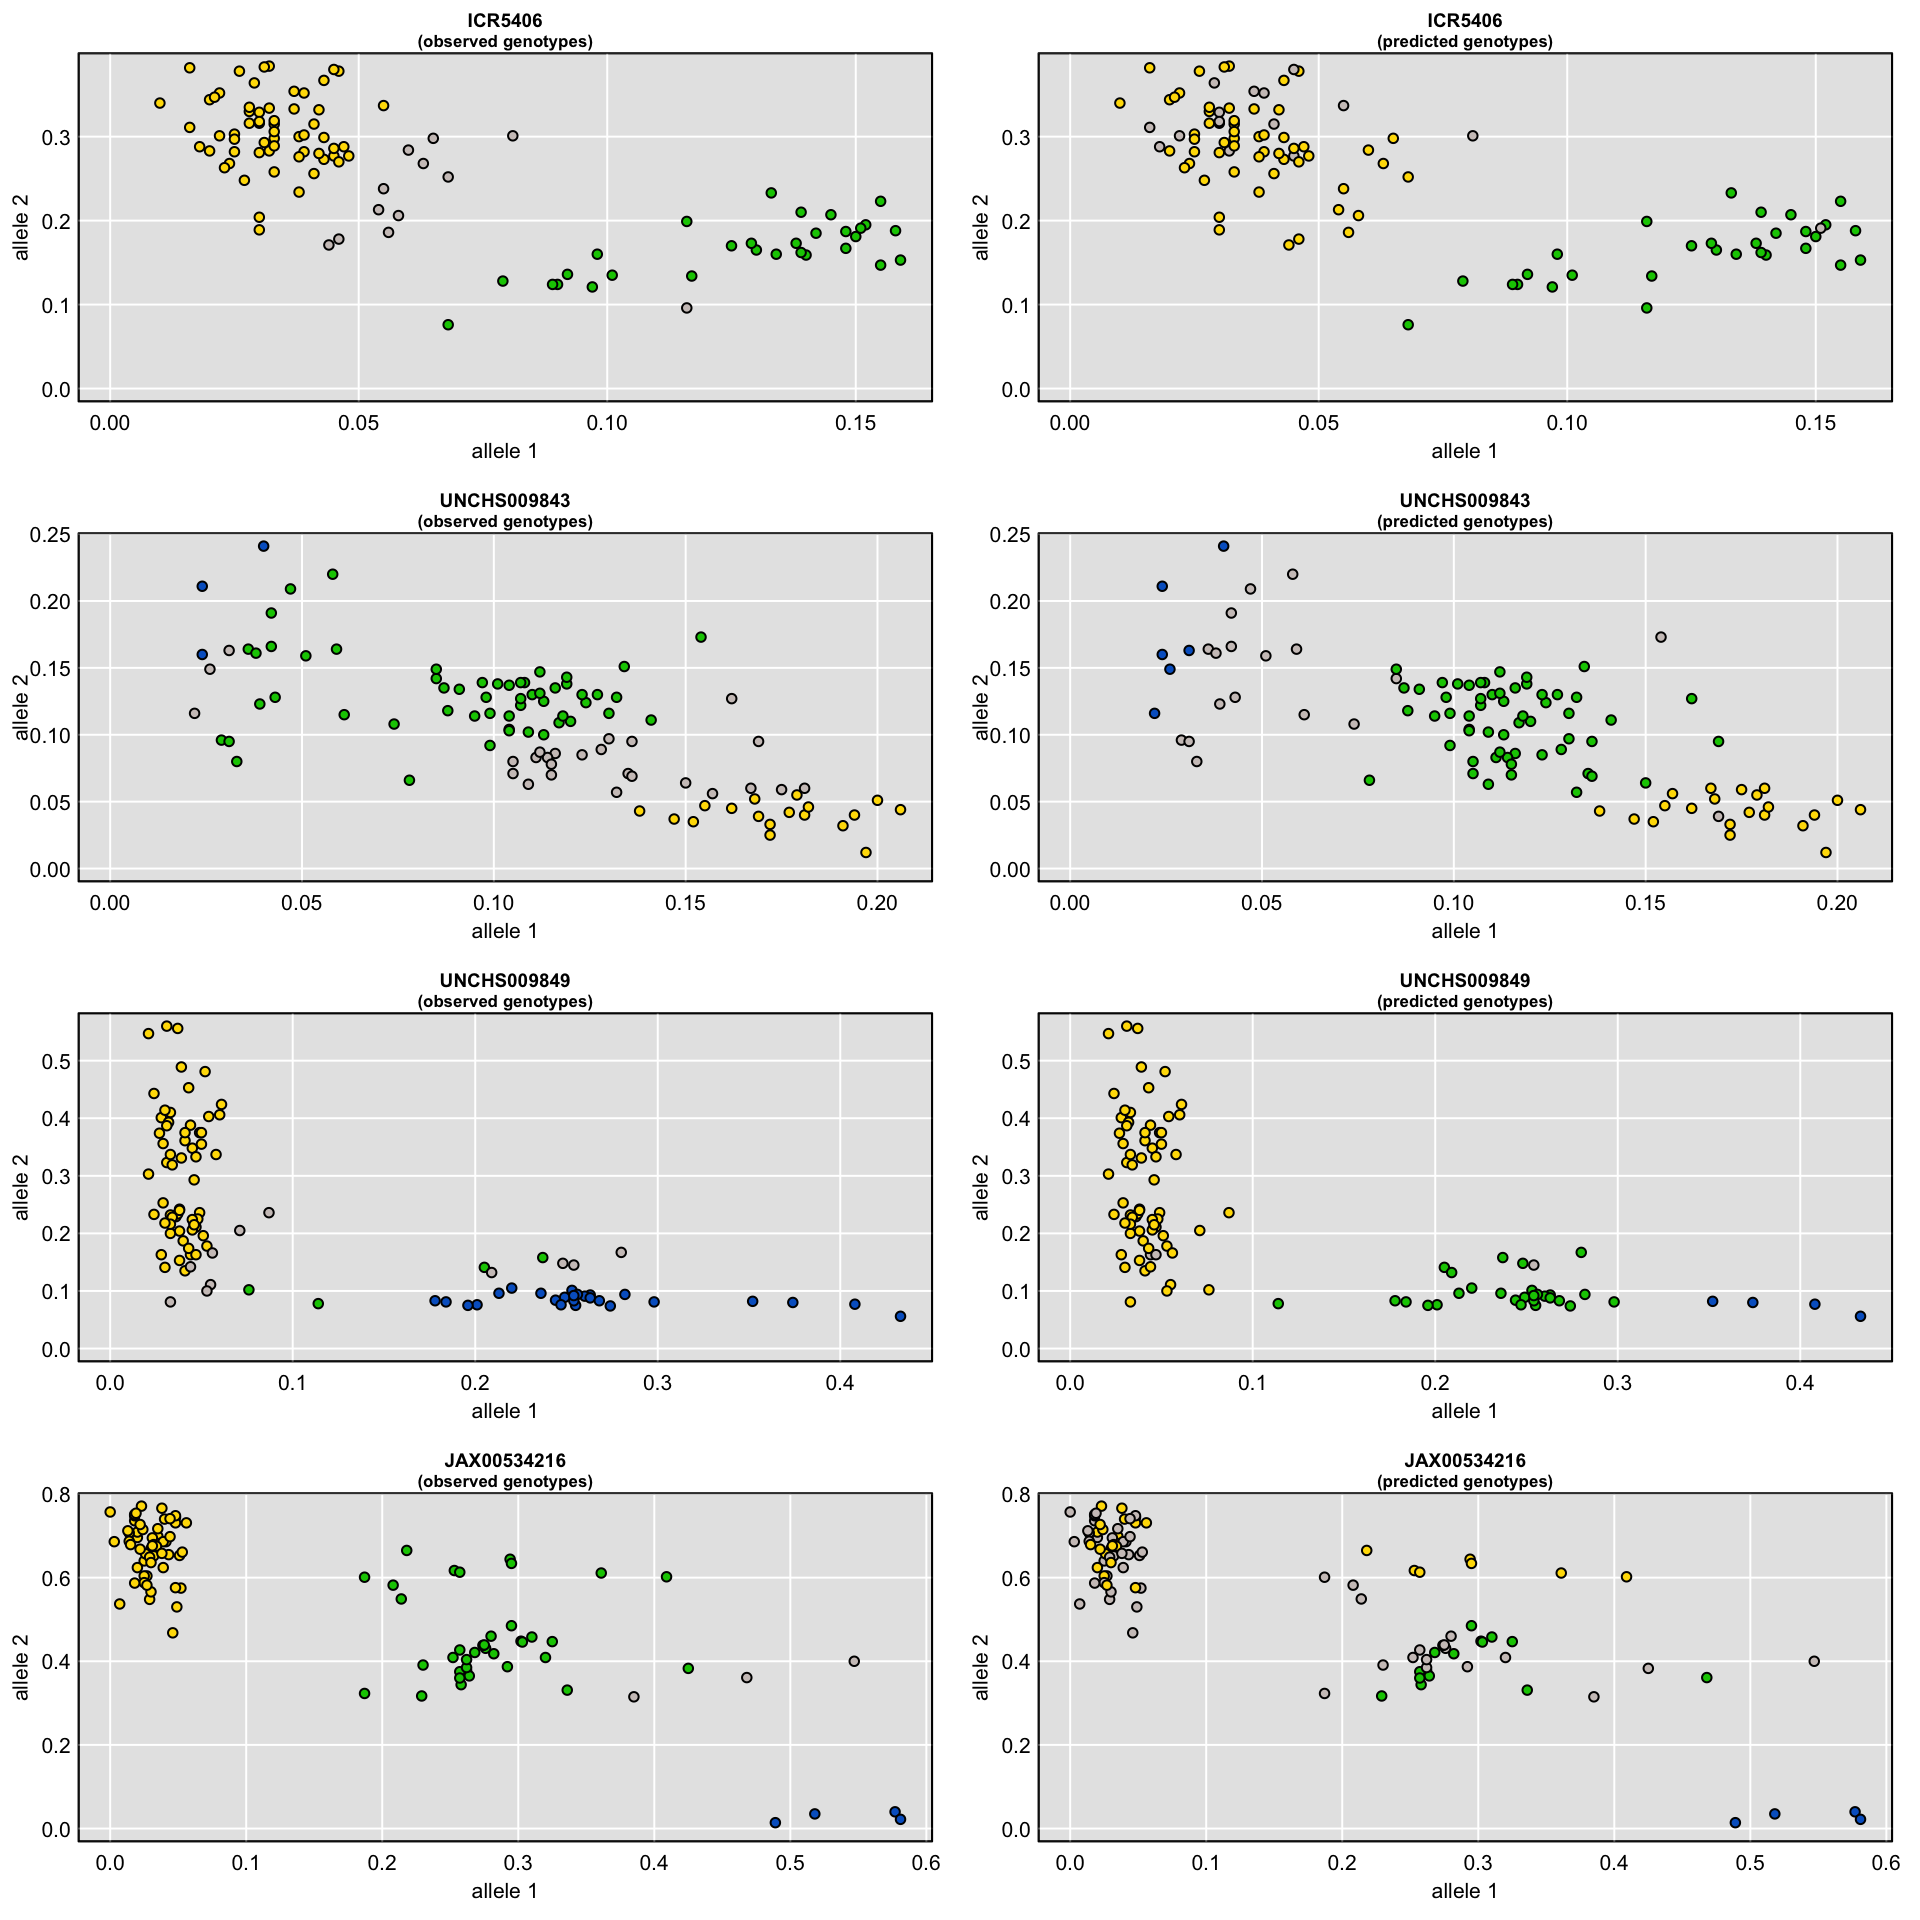 ICR5406
(observed genotypes)
allele 2
0.3
0.2
0.1
0.0
0.00 0.05 0.10 0.15
allele 1
ICR5406
(predicted genotypes)
allele 2
0.3
0.2
0.1
0.0
0.00 0.05 0.10 0.15
allele 1
UNCHS009843
(observed genotypes)
allele 2
0.25
0.20
0.15
0.10
0.05
0.00
0.00 0.05 0.10 0.15 0.20
allele 1
UNCHS009843
(predicted genotypes)
allele 2
0.25
0.20
0.15
0.10
0.05
0.00
0.00 0.05 0.10 0.15 0.20
allele 1
UNCHS009849
(observed genotypes)
allele 2
0.5
0.4
0.3
0.2
0.1
0.0
0.0 0.1 0.2 0.3 0.4
allele 1
UNCHS009849
(predicted genotypes)
allele 2
0.5
0.4
0.3
0.2
0.1
0.0
0.0 0.1 0.2 0.3 0.4
allele 1
JAX00534216
(observed genotypes)
allele 2
0.8
0.6
0.4
0.2
0.0
0.0 0.1 0.2 0.3 0.4 0.5 0.6
allele 1
JAX00534216
(predicted genotypes)
allele 2
0.8
0.6
0.4
0.2
0.0
0.0 0.1 0.2 0.3 0.4 0.5 0.6
allele 1